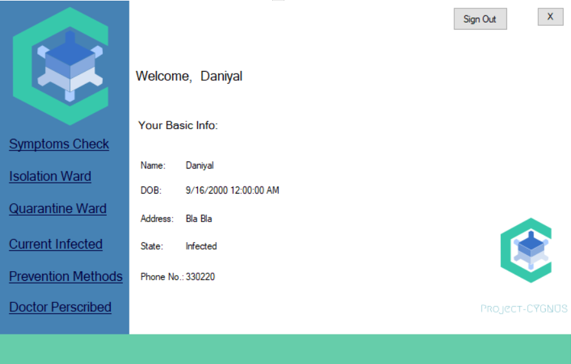 Sign Out
X
Welcome, Daniyal
Your Basic Info:
Name: Daniyal
DOB: 9/16/2000 12:00:00 AM
Address: Bla Bla
State: Infected
Phone No.: 330220
Symptoms Check
Isolation Ward
Quarantine Ward
Current Infected
Prevention Methods
Doctor Perscribed
PROJECT-CYGNUS